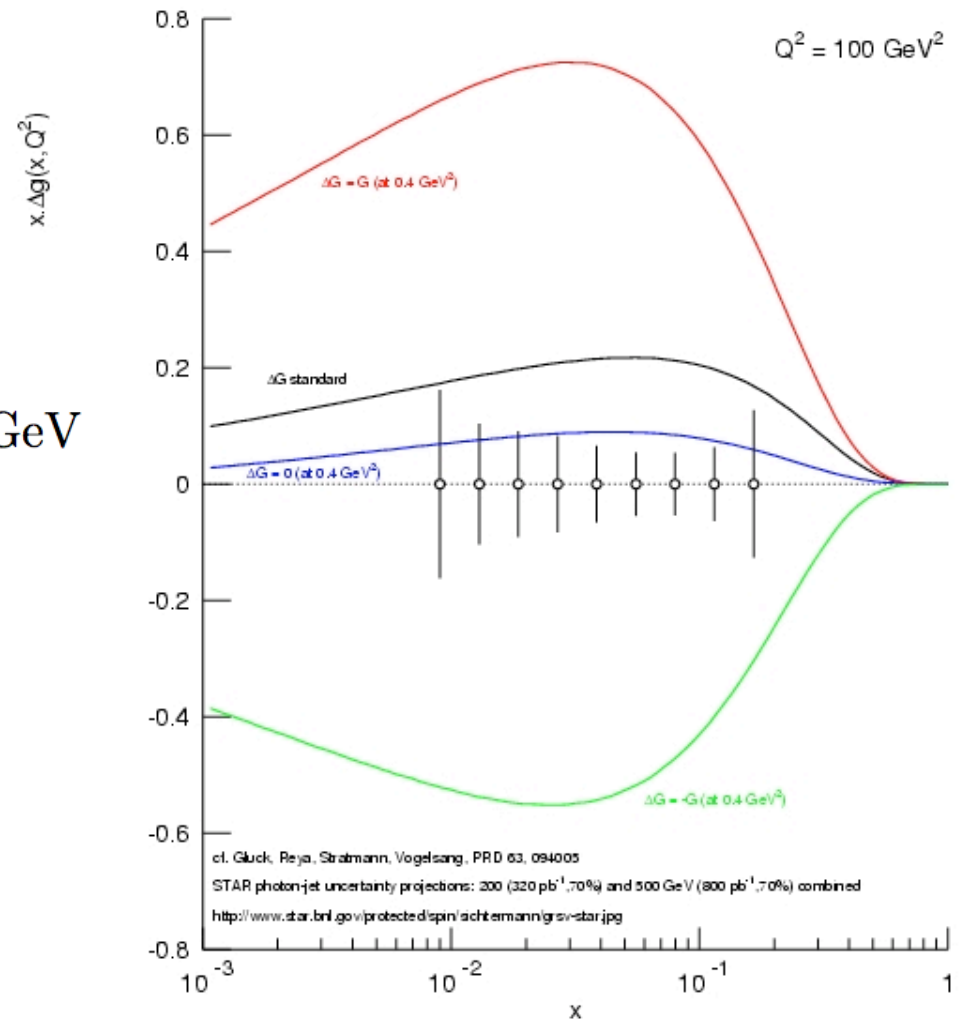 Q² = 100 GeV²
x.Δg(x,Q²)
0.8
0.6
0.4
0.2
0
-0.2
-0.4
-0.6
-0.8
ΔG = G (at 0.4 GeV²)
ΔG standard
GeV
ΔG = 0 (at 0.4 GeV²)
ΔG = -G (at 0.4 GeV²)
cf. Gluck, Reya, Stratmann, Vogelsang, PRD 63, 094005
STAR photon-jet uncertainty projections: 200 (320 pb⁻¹,70%) and 500 GeV (800 pb⁻¹,70%) combined
http://www.star.bnl.gov/protected/spin/sichtermann/grsv-star.jpg
10⁻³ 10⁻² 10⁻¹ 1
x